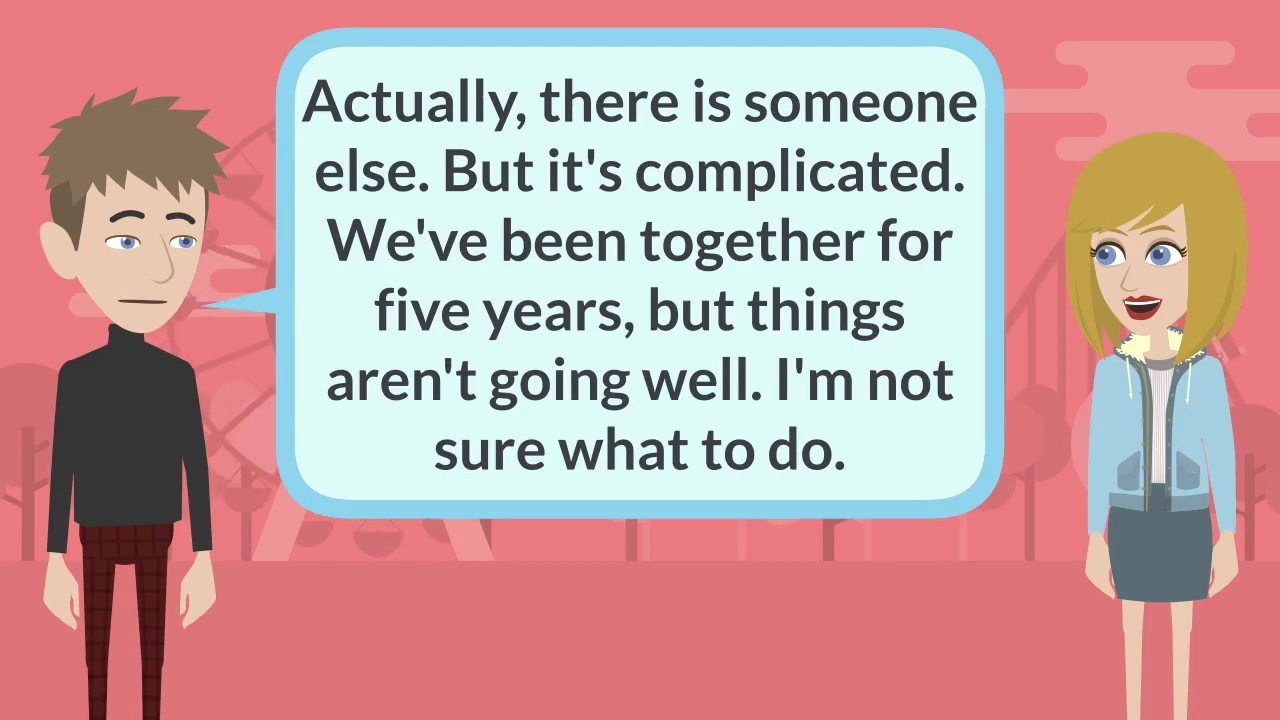 Actually, there is someone
else. But it's complicated.
We've been together for
five years, but things
aren't going well. I'm not
sure what to do.